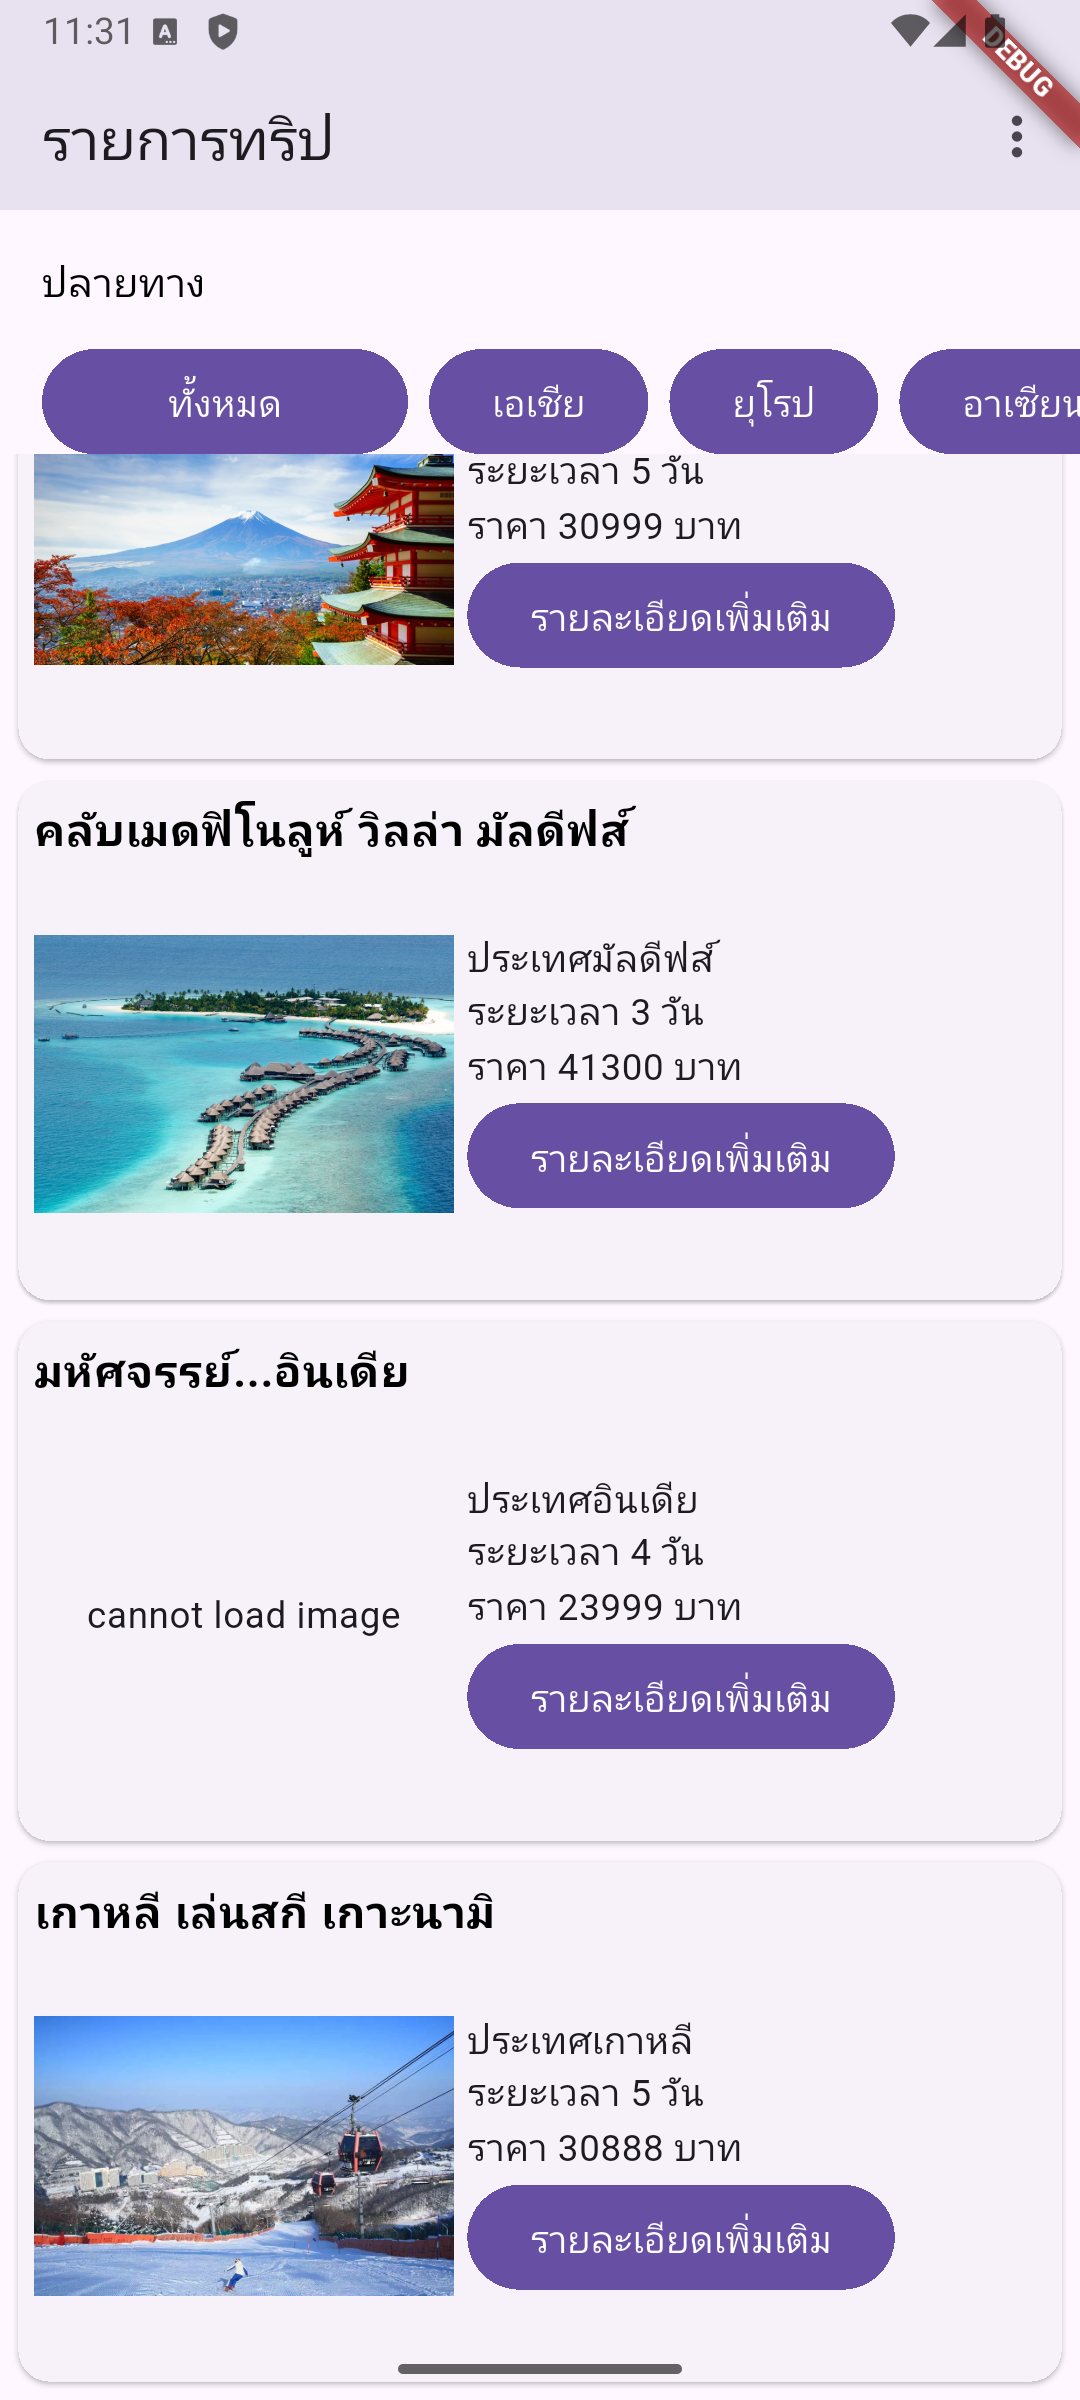 11:31
DEBUG
รายการทริป
ปลายทาง
ทั้งหมด
เอเชีย
ยุโรป
อาเซียน
ระยะเวลา 5 วัน
ราคา 30999 บาท
รายละเอียดเพิ่มเติม
คลับเมดฟิโนลูห์ วิลล่า มัลดีฟส์
ประเทศมัลดีฟส์
ระยะเวลา 3 วัน
ราคา 41300 บาท
รายละเอียดเพิ่มเติม
มหัศจรรย์...อินเดีย
cannot load image
ประเทศอินเดีย
ระยะเวลา 4 วัน
ราคา 23999 บาท
รายละเอียดเพิ่มเติม
เกาหลี เล่นสกี เกาะนามิ
ประเทศเกาหลี
ระยะเวลา 5 วัน
ราคา 30888 บาท
รายละเอียดเพิ่มเติม